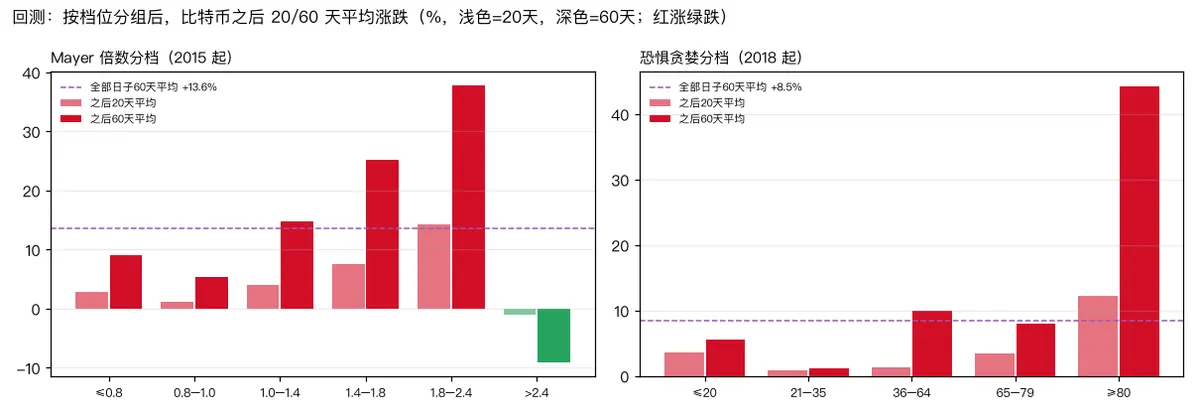 回测：按档位分组后，比特币之后 20/60 天平均涨跌（%，浅色=20天，深色=60天；红涨绿跌）
Mayer 倍数分档（2015 起）
40
30
20
10
0
−10
全部日子60天平均 +13.6%
之后20天平均
之后60天平均
≤0.8
0.8—1.0
1.0—1.4
1.4—1.8
1.8—2.4
>2.4
恐惧贪婪分档（2018 起）
40
30
20
10
0
全部日子60天平均 +8.5%
之后20天平均
之后60天平均
≤20
21—35
36—64
65—79
≥80